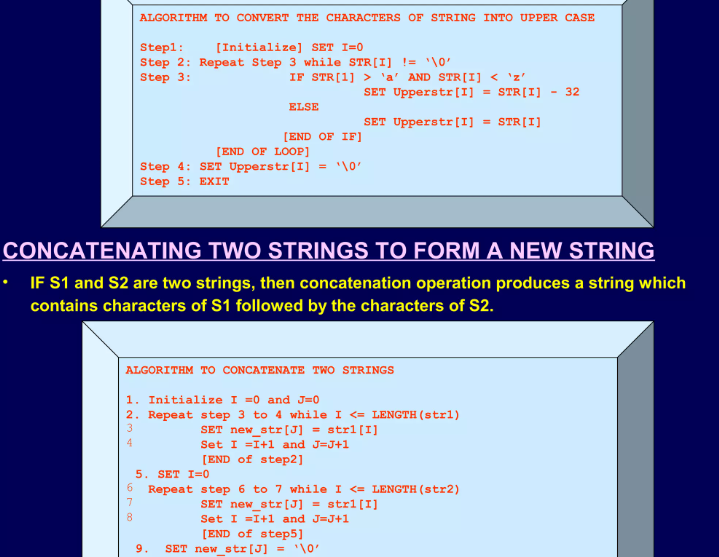 ALGORITHM TO CONVERT THE CHARACTERS OF STRING INTO UPPER CASE
Step1: [Initialize] SET I=0
Step 2: Repeat Step 3 while STR[I] != ‘\0’
Step 3: IF STR[1] > ‘a’ AND STR[I] < ‘z’
SET Upperstr[I] = STR[I] - 32
ELSE
SET Upperstr[I] = STR[I]
[END OF IF]
[END OF LOOP]
Step 4: SET Upperstr[I] = ‘\0’
Step 5: EXIT
CONCATENATING TWO STRINGS TO FORM A NEW STRING
• IF S1 and S2 are two strings, then concatenation operation produces a string which
contains characters of S1 followed by the characters of S2.
ALGORITHM TO CONCATENATE TWO STRINGS
1. Initialize I =0 and J=0
2. Repeat step 3 to 4 while I <= LENGTH(str1)
3 SET new_str[J] = str1[I]
4 Set I =I+1 and J=J+1
[END of step2]
5. SET I=0
6 Repeat step 6 to 7 while I <= LENGTH(str2)
7 SET new_str[J] = str1[I]
8 Set I =I+1 and J=J+1
[END of step5]
9. SET new_str[J] = ‘\0’